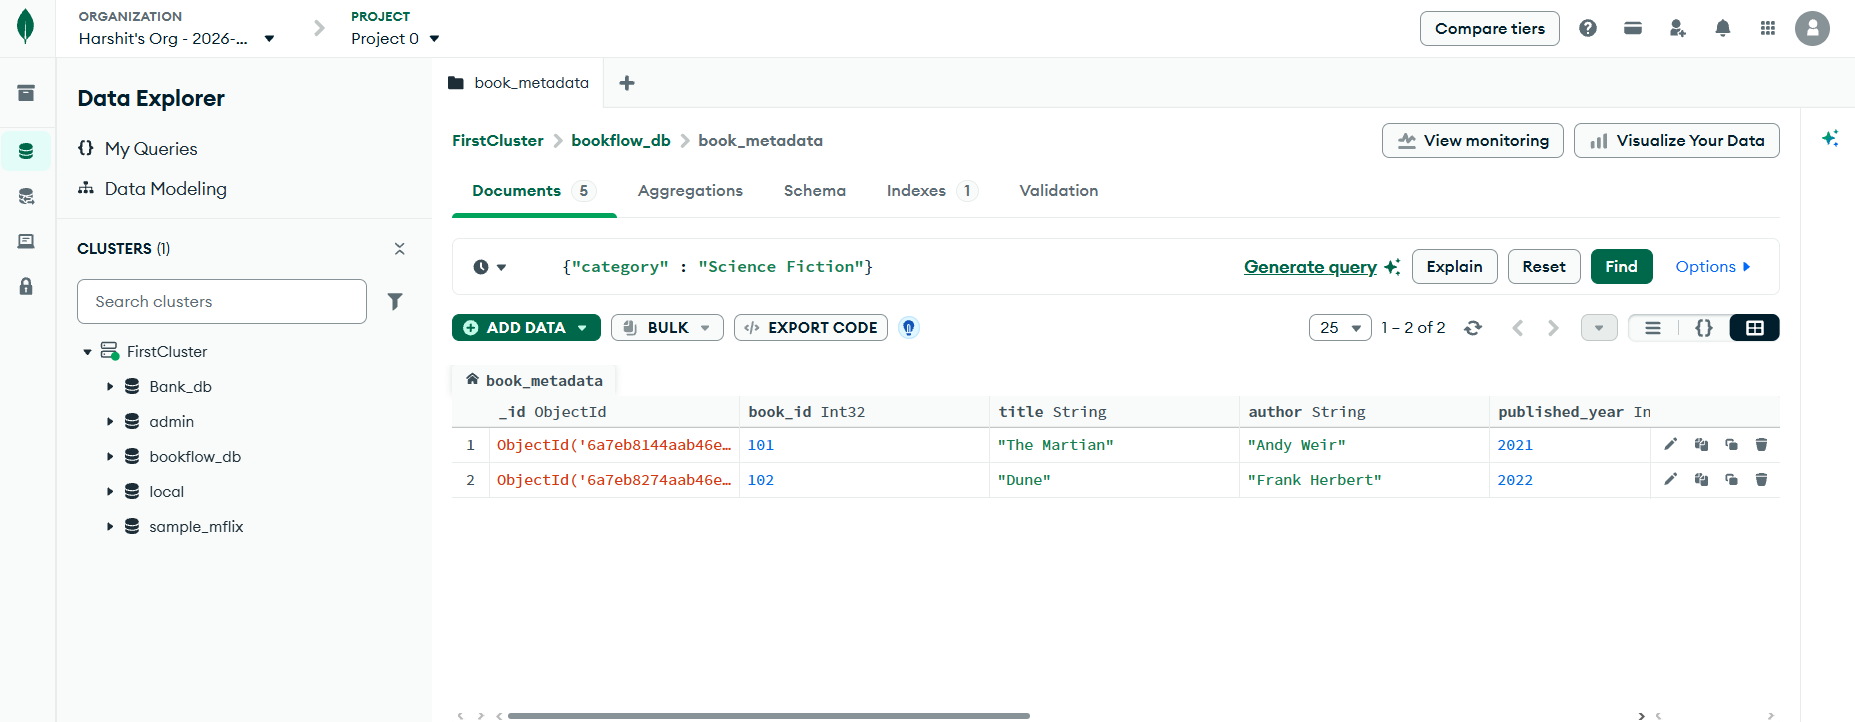 ORGANIZATION
Harshit's Org - 2026-...
PROJECT
Project 0
Compare tiers
Data Explorer
My Queries
Data Modeling
CLUSTERS (1)
Search clusters
FirstCluster
Bank_db
admin
bookflow_db
local
sample_mflix
book_metadata
FirstCluster bookflow_db book_metadata
View monitoring
Visualize Your Data
Documents 5 Aggregations Schema Indexes 1 Validation
{"category" : "Science Fiction"}
Generate query Explain Reset Find Options
ADD DATA BULK EXPORT CODE 25 1 – 2 of 2 {}
book_metadata
_id ObjectId book_id Int32 title String author String published_year In
1 ObjectId('6a7eb8144aab46e… 101 "The Martian" "Andy Weir" 2021
2 ObjectId('6a7eb8274aab46e… 102 "Dune" "Frank Herbert" 2022